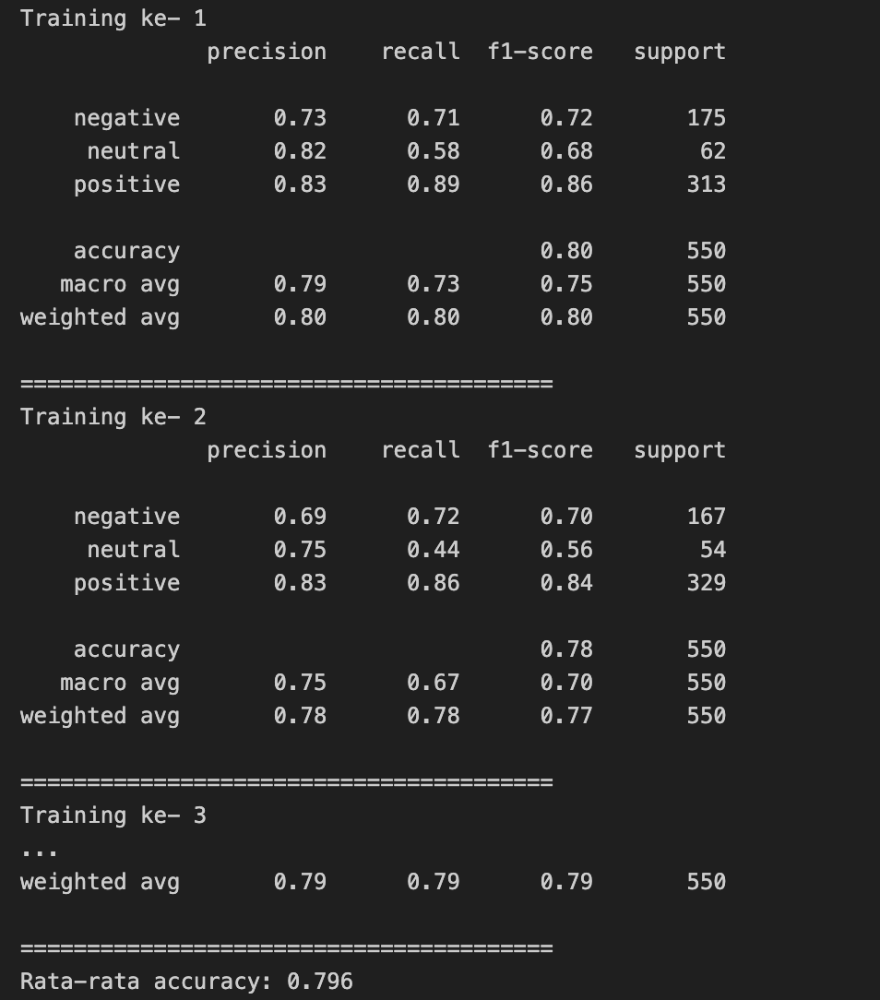 Training ke- 1
precision recall f1-score support
negative 0.73 0.71 0.72 175
neutral 0.82 0.58 0.68 62
positive 0.83 0.89 0.86 313
accuracy 0.80 550
macro avg 0.79 0.73 0.75 550
weighted avg 0.80 0.80 0.80 550
========================================
Training ke- 2
precision recall f1-score support
negative 0.69 0.72 0.70 167
neutral 0.75 0.44 0.56 54
positive 0.83 0.86 0.84 329
accuracy 0.78 550
macro avg 0.75 0.67 0.70 550
weighted avg 0.78 0.78 0.77 550
========================================
Training ke- 3
...
weighted avg 0.79 0.79 0.79 550
========================================
Rata-rata accuracy: 0.796